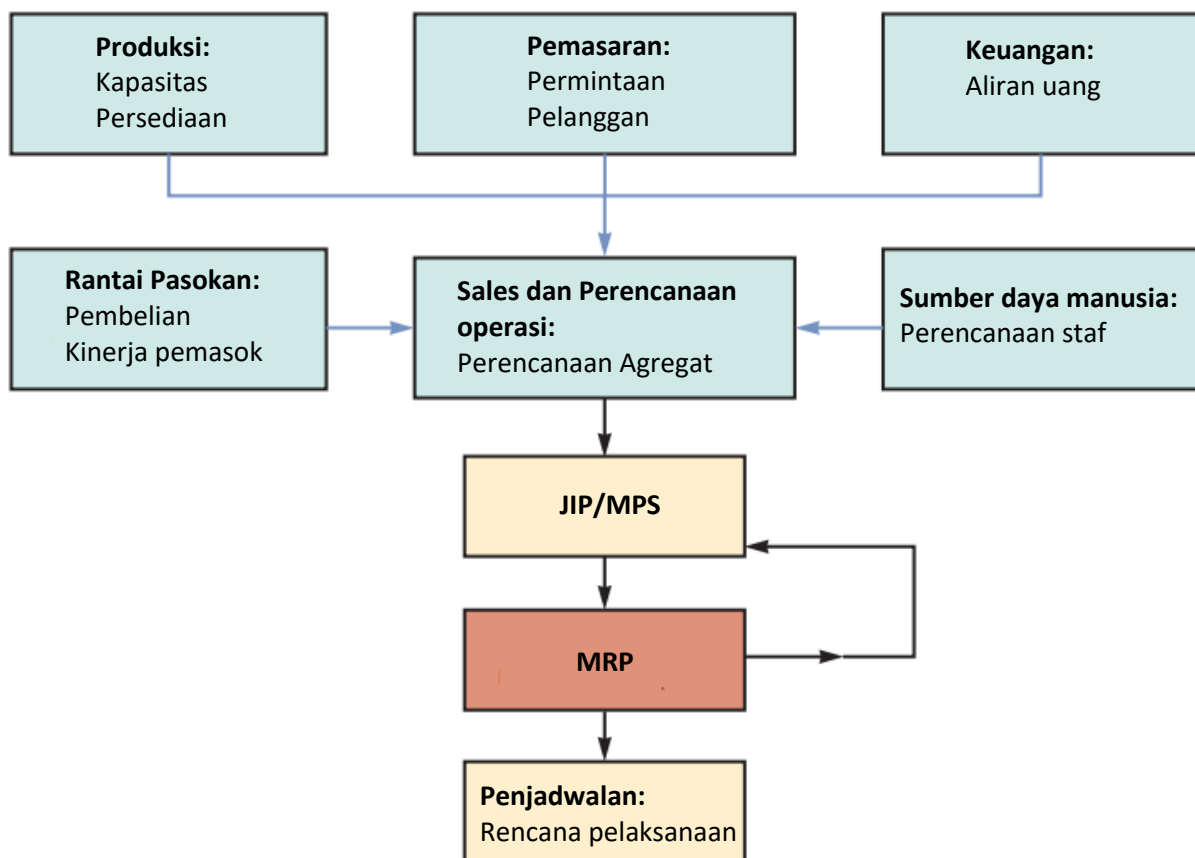 Produksi:
Kapasitas
Persediaan
Pemasaran:
Permintaan
Pelanggan
Keuangan:
Aliran uang
Rantai Pasokan:
Pembelian
Kinerja pemasok
Sales dan Perencanaan
operasi:
Perencanaan Agregat
Sumber daya manusia:
Perencanaan staf
JIP/MPS
MRP
Penjadwalan:
Rencana pelaksanaan